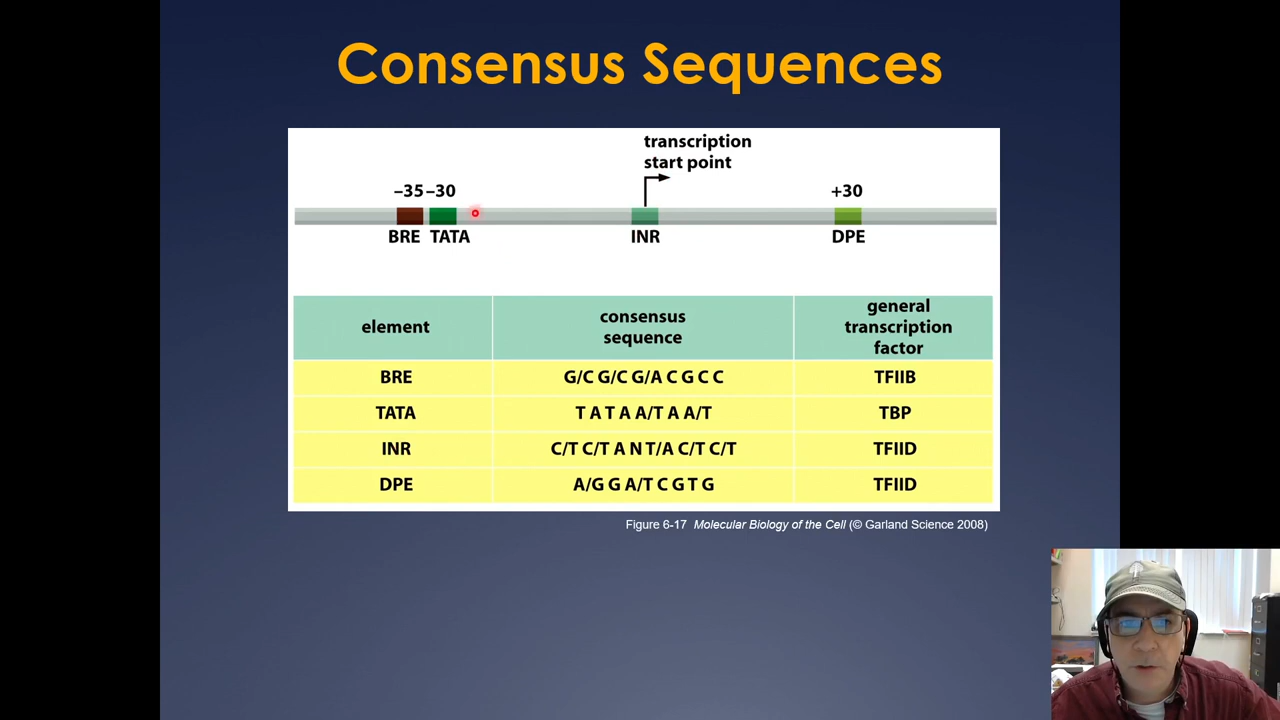 Consensus Sequences
transcription
start point
–35 –30
+30
BRE TATA
INR
DPE
element
consensus
sequence
general
transcription
factor
BRE
G/C G/C G/A C G C C
TFIIB
TATA
T A T A A/T A A/T
TBP
INR
C/T C/T A N T/A C/T C/T
TFIID
DPE
A/G G A/T C G T G
TFIID
Figure 6-17 Molecular Biology of the Cell (© Garland Science 2008)